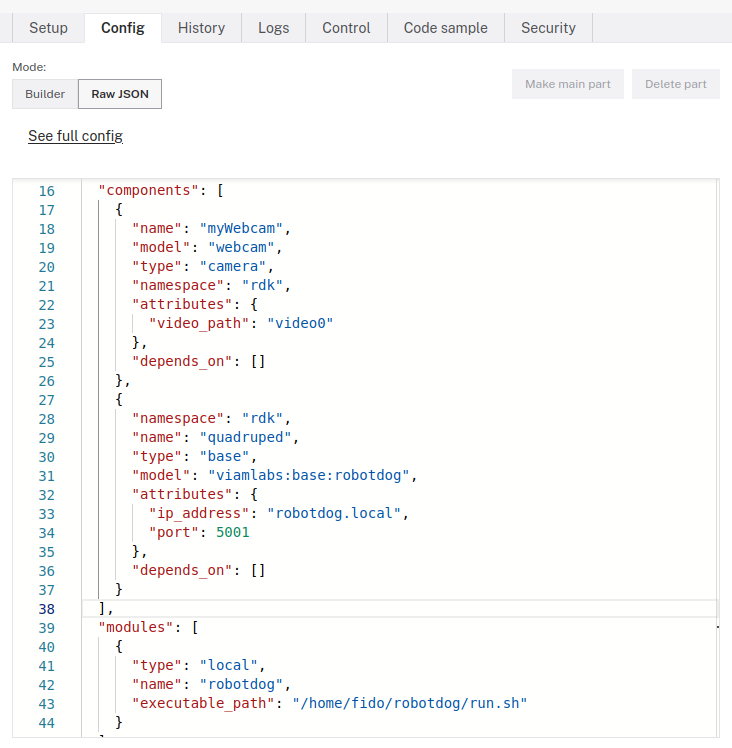 Setup Config History Logs Control Code sample Security
Mode:
Builder Raw JSON Make main part Delete part
See full config
16 "components": [
17 {
18 "name": "myWebcam",
19 "model": "webcam",
20 "type": "camera",
21 "namespace": "rdk",
22 "attributes": {
23 "video_path": "video0"
24 },
25 "depends_on": []
26 },
27 {
28 "namespace": "rdk",
29 "name": "quadruped",
30 "type": "base",
31 "model": "viamlabs:base:robotdog",
32 "attributes": {
33 "ip_address": "robotdog.local",
34 "port": 5001
35 },
36 "depends_on": []
37 }
38 ],
39 "modules": [
40 {
41 "type": "local",
42 "name": "robotdog",
43 "executable_path": "/home/fido/robotdog/run.sh"
44 }